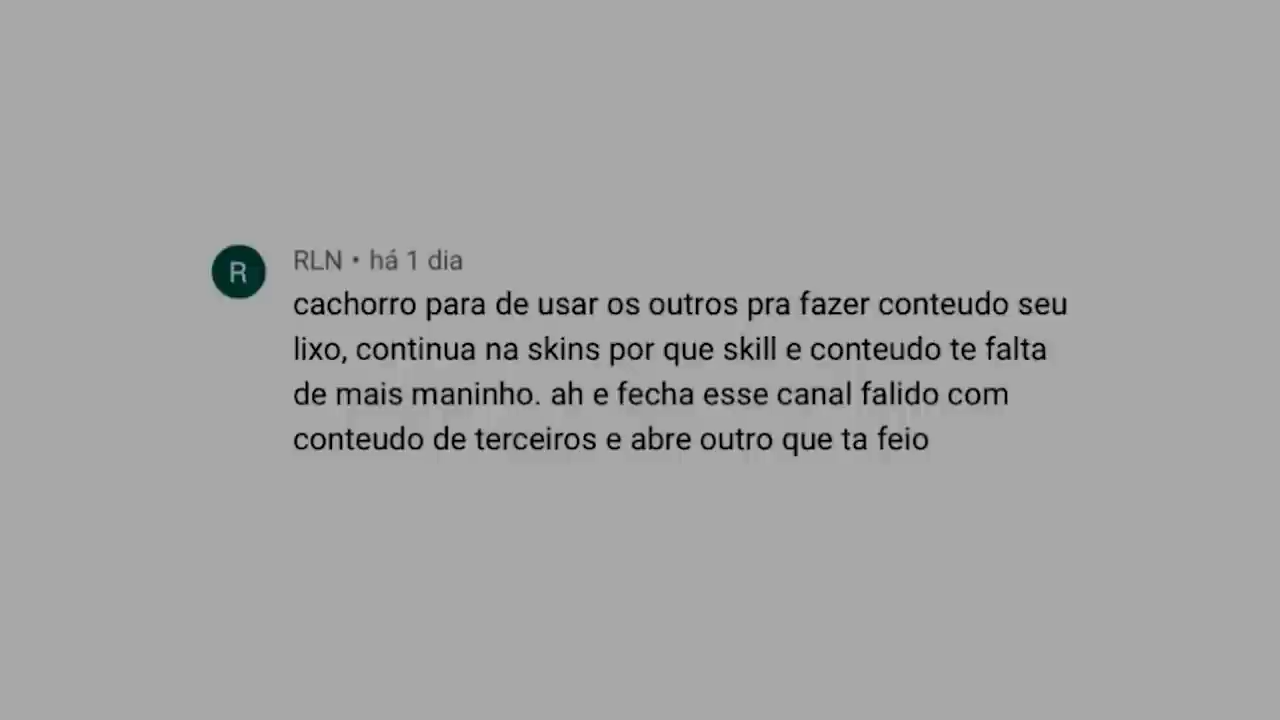 R
RLN • há 1 dia
cachorro para de usar os outros pra fazer conteudo seu
lixo, continua na skins por que skill e conteudo te falta
de mais maninho. ah e fecha esse canal falido com
conteudo de terceiros e abre outro que ta feio